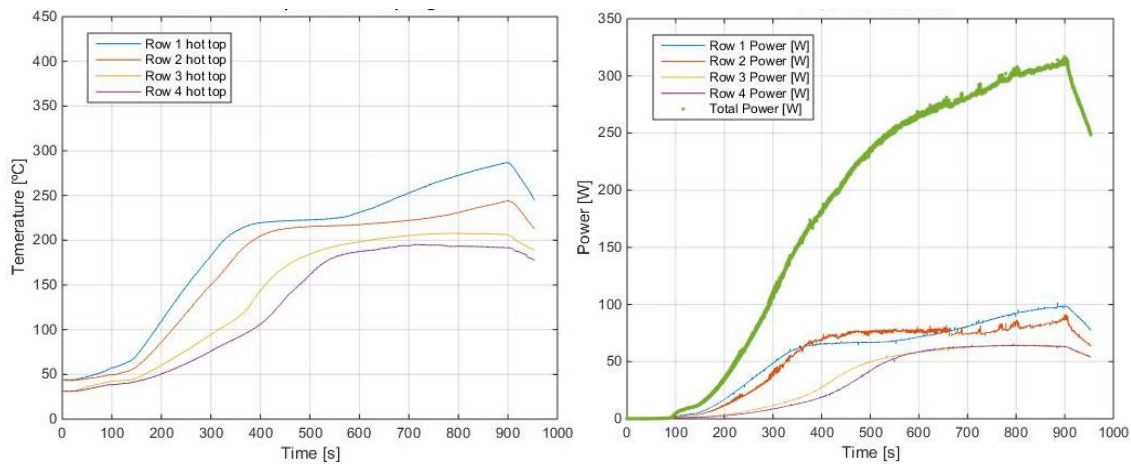 450
400
350
300
250
200
150
100
50
0
Temerature [ºC]
Row 1 hot top
Row 2 hot top
Row 3 hot top
Row 4 hot top
0 100 200 300 400 500 600 700 800 900 1000
Time [s]
350
300
250
200
150
100
50
0
Power [W]
Row 1 Power [W]
Row 2 Power [W]
Row 3 Power [W]
Row 4 Power [W]
Total Power [W]
0 100 200 300 400 500 600 700 800 900 1000
Time [s]